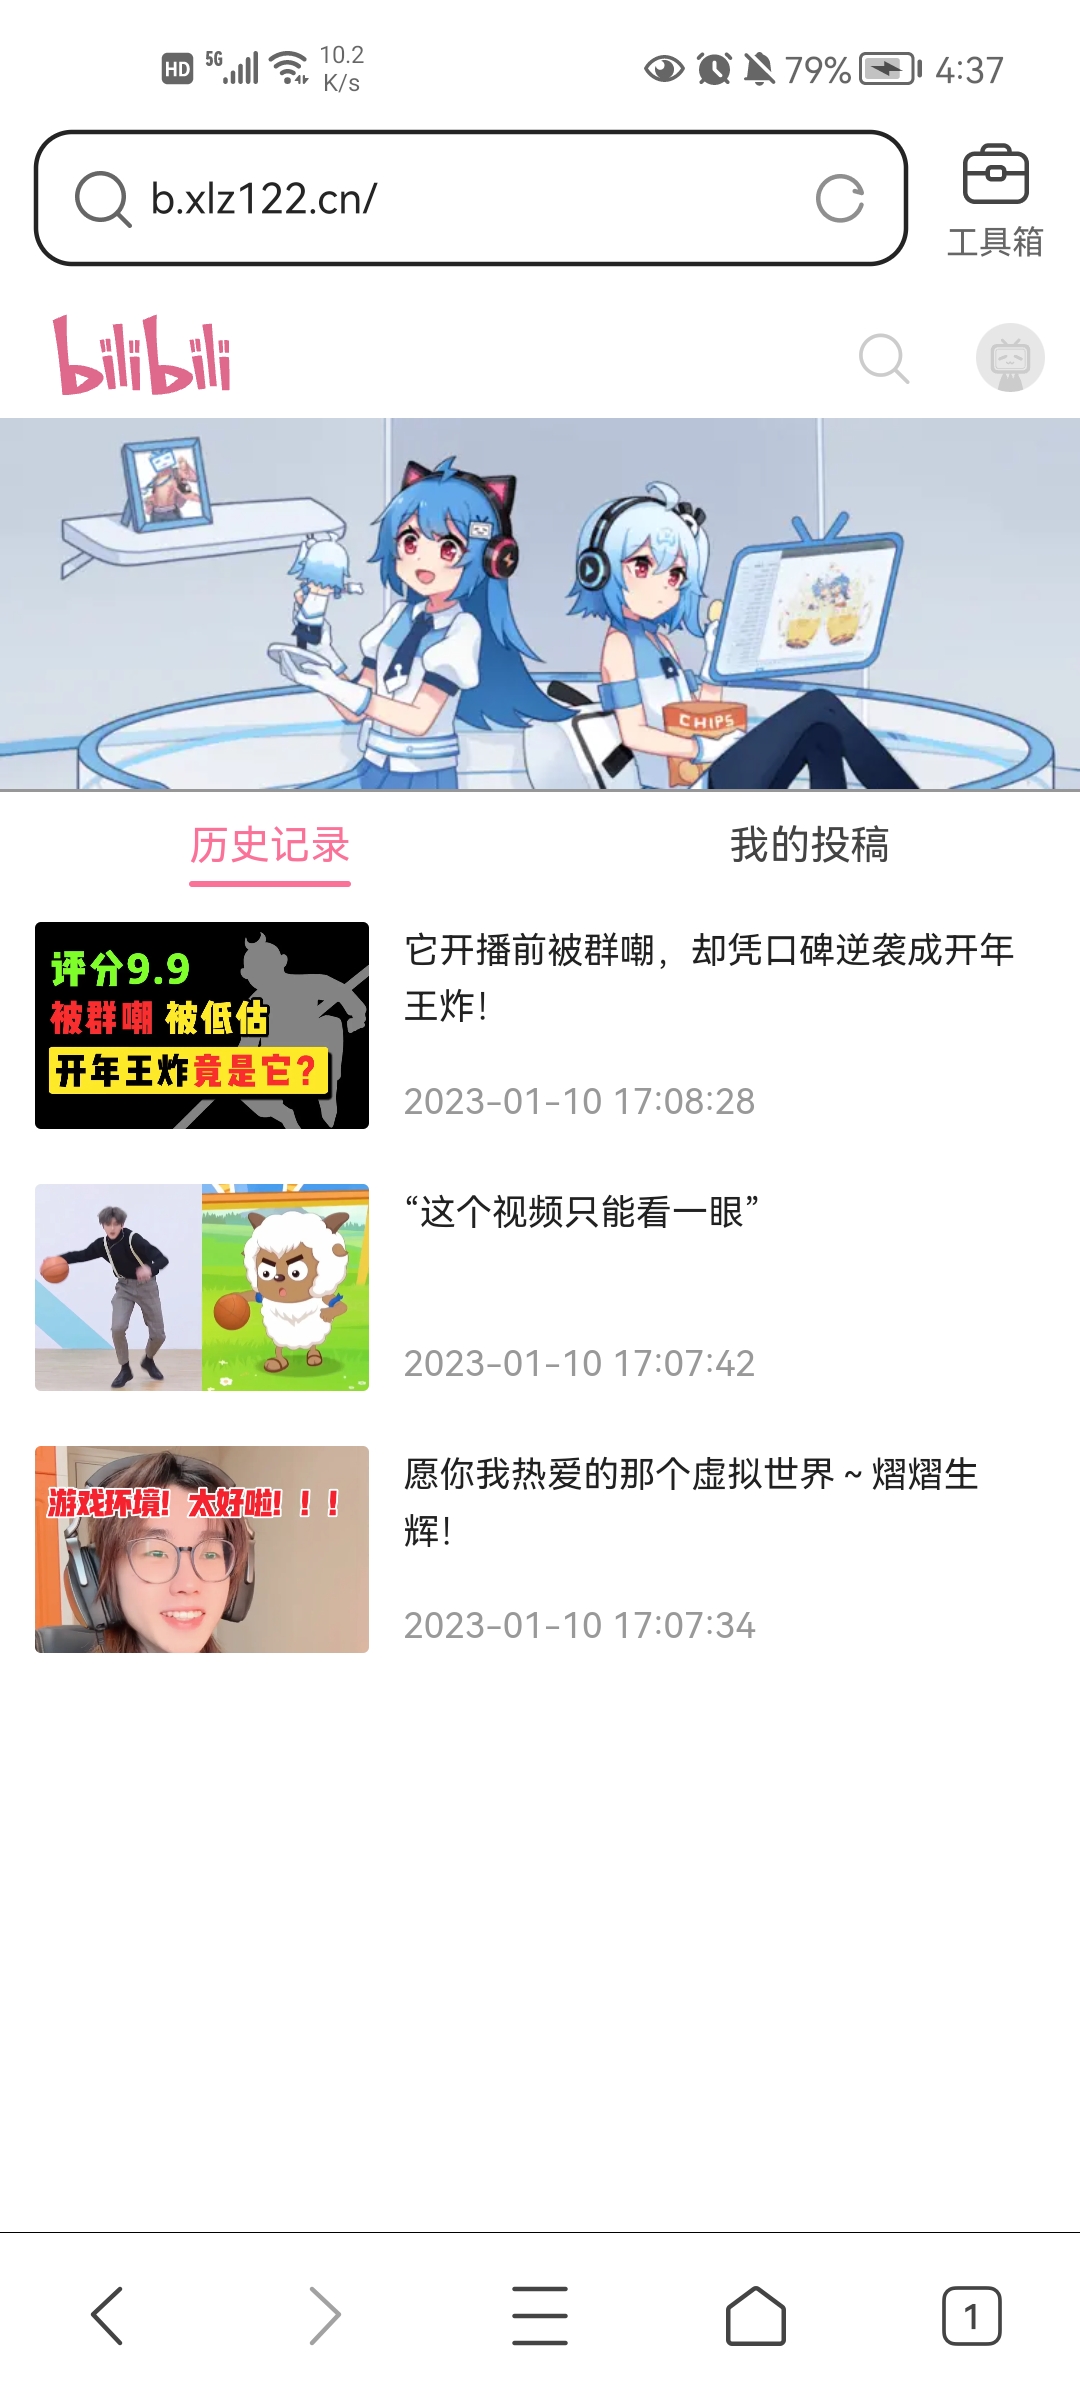 HD 5G 10.2 K/s 79% 4:37
b.xlz122.cn/
工具箱
bilibili
CHIPS
历史记录 我的投稿
评分9.9
被群嘲 被低估
开年王炸竟是它?
它开播前被群嘲，却凭口碑逆袭成开年
王炸！
2023-01-10 17:08:28
“这个视频只能看一眼”
2023-01-10 17:07:42
游戏环境！太好啦！！！
愿你我热爱的那个虚拟世界～熠熠生
辉！
2023-01-10 17:07:34
1